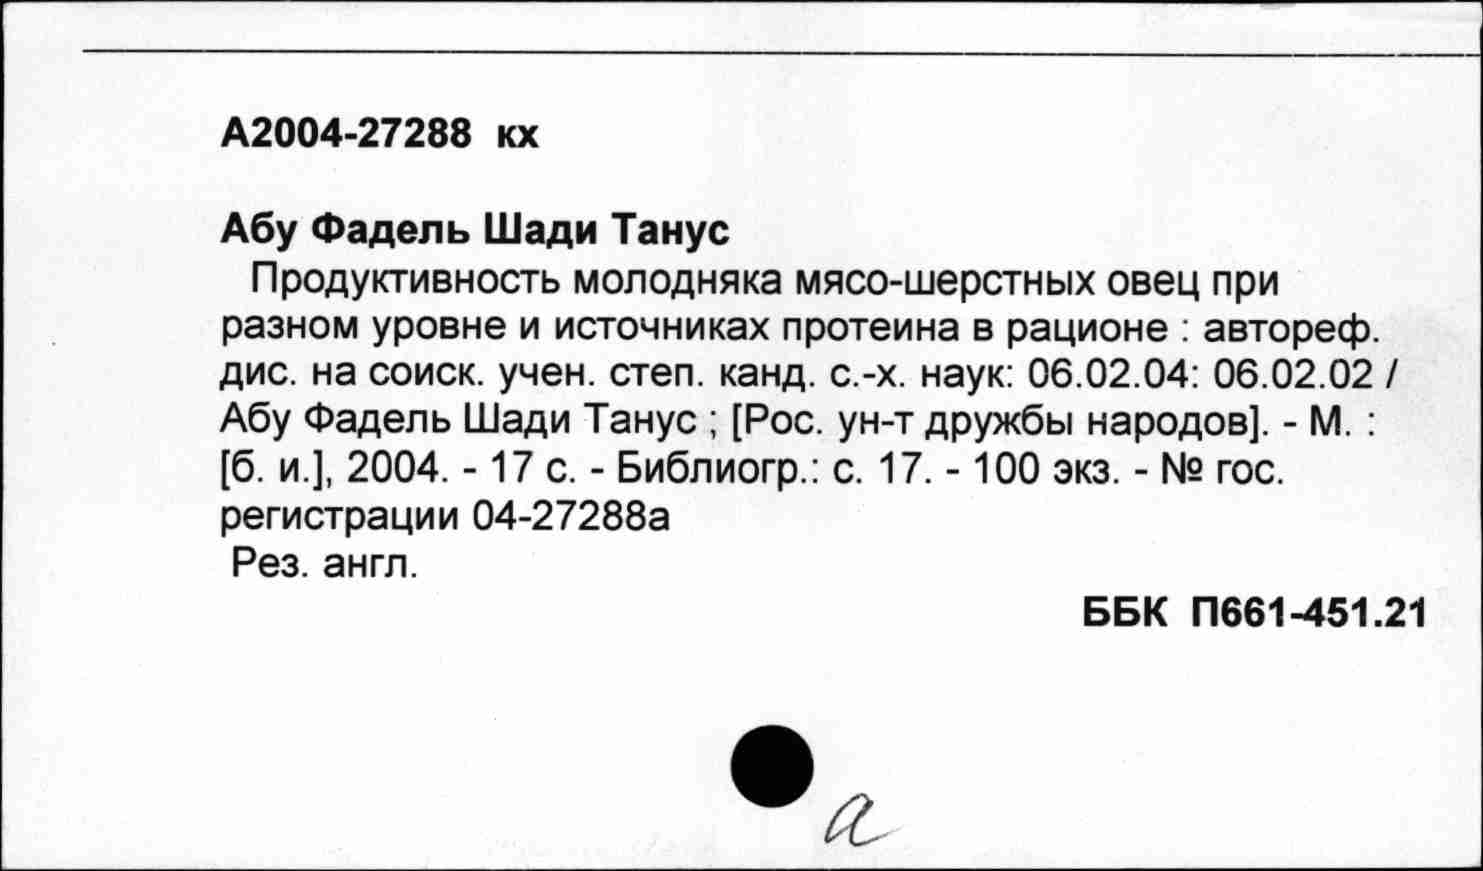 А2004-27288 кх
Абу Фадель Шади Танус
Продуктивность молодняка мясо-шерстных овец при
разном уровне и источниках протеина в рационе : автореф.
дис. на соиск. учен. степ. канд. с.-х. наук: 06.02.04: 06.02.02 /
Абу Фадель Шади Танус ; [Рос. ун-т дружбы народов]. - М. :
[б. и.], 2004. - 17 с. - Библиогр.: с. 17. - 100 экз. - № гос.
регистрации 04-27288а
Рез. англ.
ББК П661-451.21
а